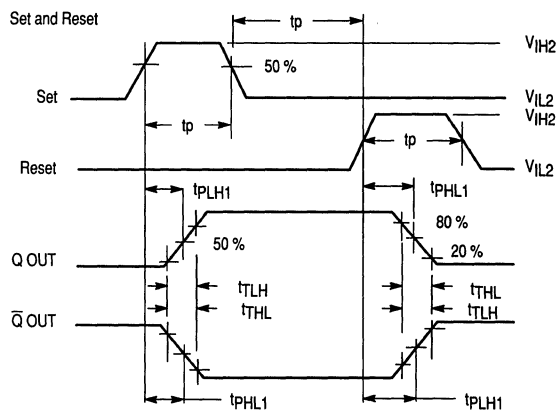 Set and Reset
tp
VIH2
50 %
Set
VIL2
VIH2
tp
tp
Reset
VIL2
tPLH1
tPHL1
80 %
50 %
20 %
Q OUT
tTLH
tTHL
tTHL
tTLH
Q̅ OUT
tPHL1
tPLH1